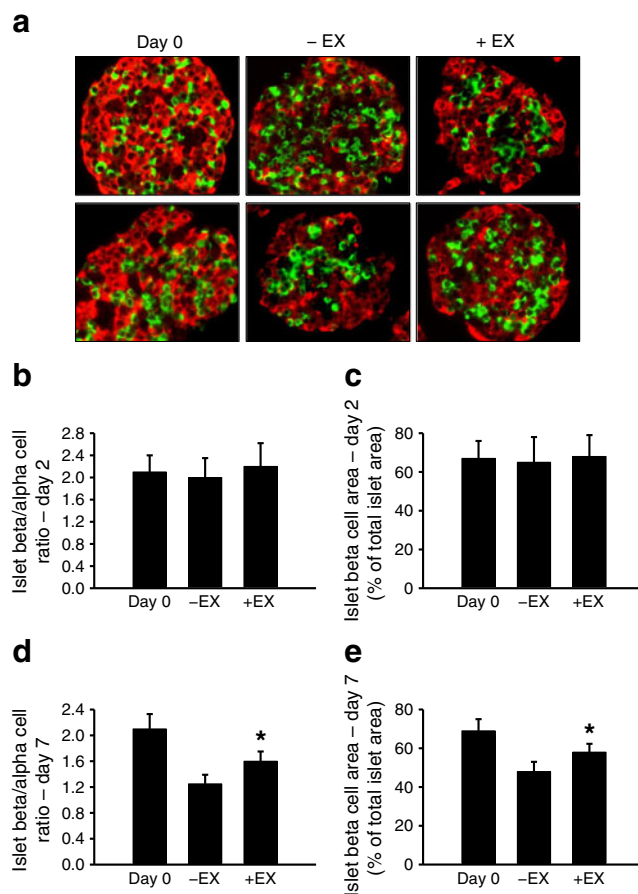 a
Day 0
– EX
+ EX
b
Islet beta/alpha cell
ratio – day 2
2.8
2.4
2.0
1.6
1.2
0.8
0.4
0.0
Day 0
–EX
+EX
c
Islet beta cell area – day 2
(% of total islet area)
80
60
40
20
0
Day 0
–EX
+EX
d
Islet beta/alpha cell
ratio – day 7
2.4
2.0
1.6
1.2
0.8
0.4
0.0
*
Day 0
–EX
+EX
e
Islet beta cell area – day 7
(% of total islet area)
80
60
40
20
0
*
Day 0
–EX
+EX